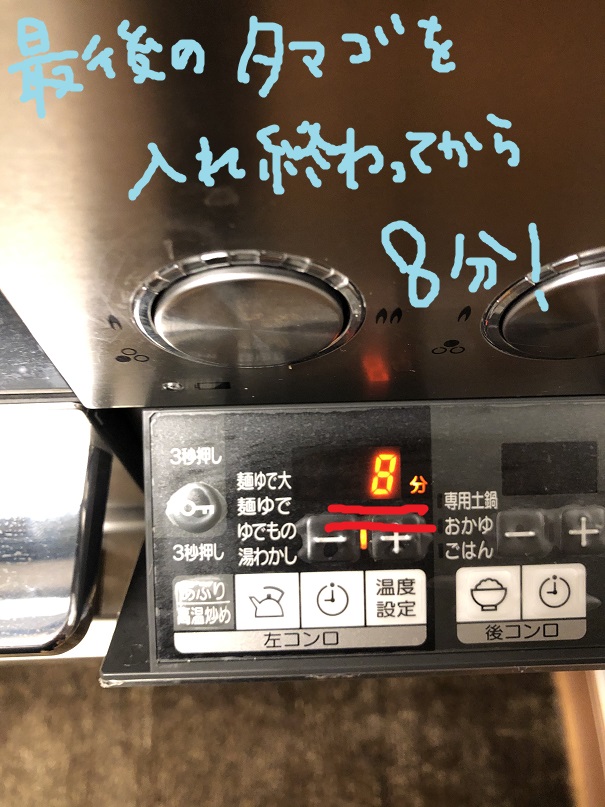 最後のタマゴを
入れ終わってから
8分!
3秒押し
3秒押し
あぶり
高温炒め
麺ゆで大
麺ゆで
ゆでもの
湯わかし
8分
温度
設定
左コンロ
専用土鍋
おかゆ
ごはん
後コンロ